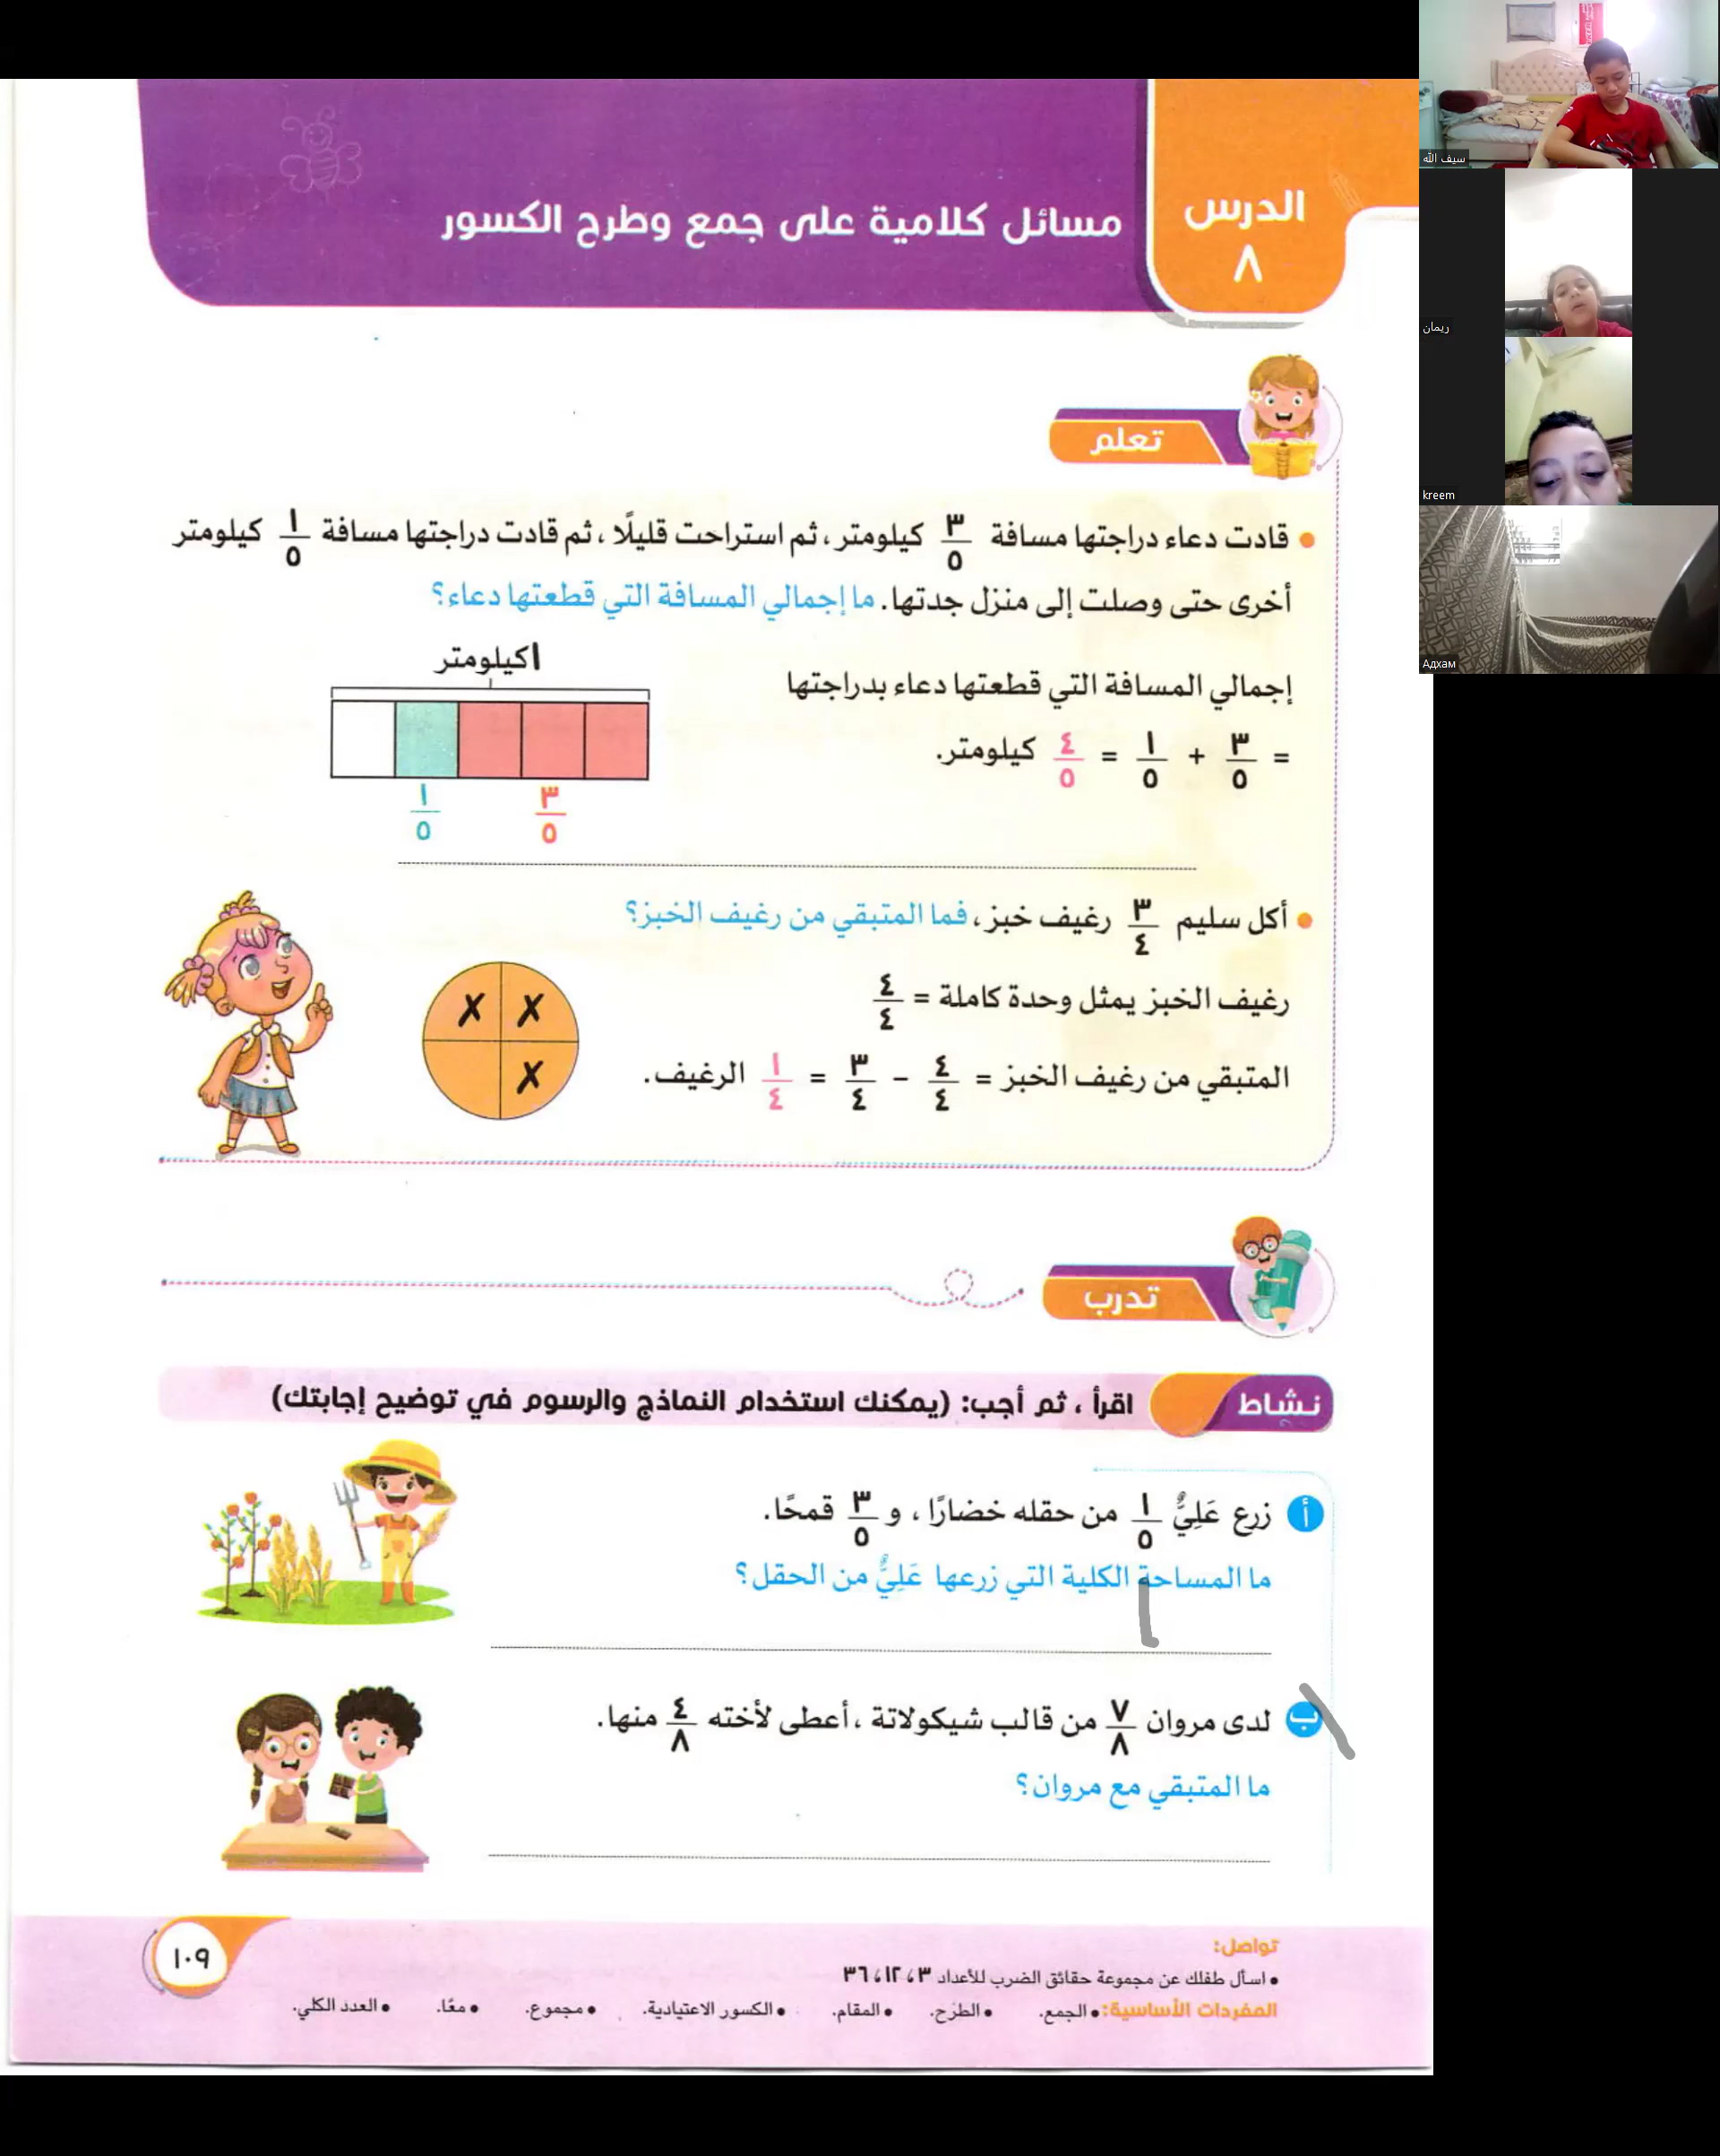 الدرس
٨
مسائل كلامية على جمع وطرح الكسور
تعلم
• قادت دعاء دراجتها مسافة ٣/٥ كيلومتر، ثم استراحت قليلًا، ثم قادت دراجتها مسافة ١/٥ كيلومتر
أخرى حتى وصلت إلى منزل جدتها. ما إجمالي المسافة التي قطعتها دعاء؟
إجمالي المسافة التي قطعتها دعاء بدراجتها
= ٣/٥ + ١/٥ = ٤/٥ كيلومتر.
١كيلومتر
٣/٥ ١/٥
• أكل سليم ٣/٤ رغيف خبز، فما المتبقي من رغيف الخبز؟
رغيف الخبز يمثل وحدة كاملة = ٤/٤
المتبقي من رغيف الخبز = ٤/٤ - ٣/٤ = ١/٤ الرغيف.
تدرب
نشاط اقرأ ، ثم أجب: (يمكنك استخدام النماذج والرسوم في توضيح إجابتك)
أ زرع عَلِيٌّ ١/٥ من حقله خضارًا ، و ٣/٥ قمحًا.
ما المساحة الكلية التي زرعها عَلِيٌّ من الحقل؟
ب لدى مروان ٧/٨ من قالب شيكولاتة ، أعطى لأخته ٤/٨ منها.
ما المتبقي مع مروان؟
تواصل:
• اسأل طفلك عن مجموعة حقائق الضرب للأعداد ٣ ، ١٢ ، ٣٦
المفردات الأساسية: • الجمع. • الطرح. • المقام. • الكسور الاعتيادية. • مجموع. • معًا. • العدد الكلي.
١٠٩
سيف الله
ريمان
kreem
Адхам